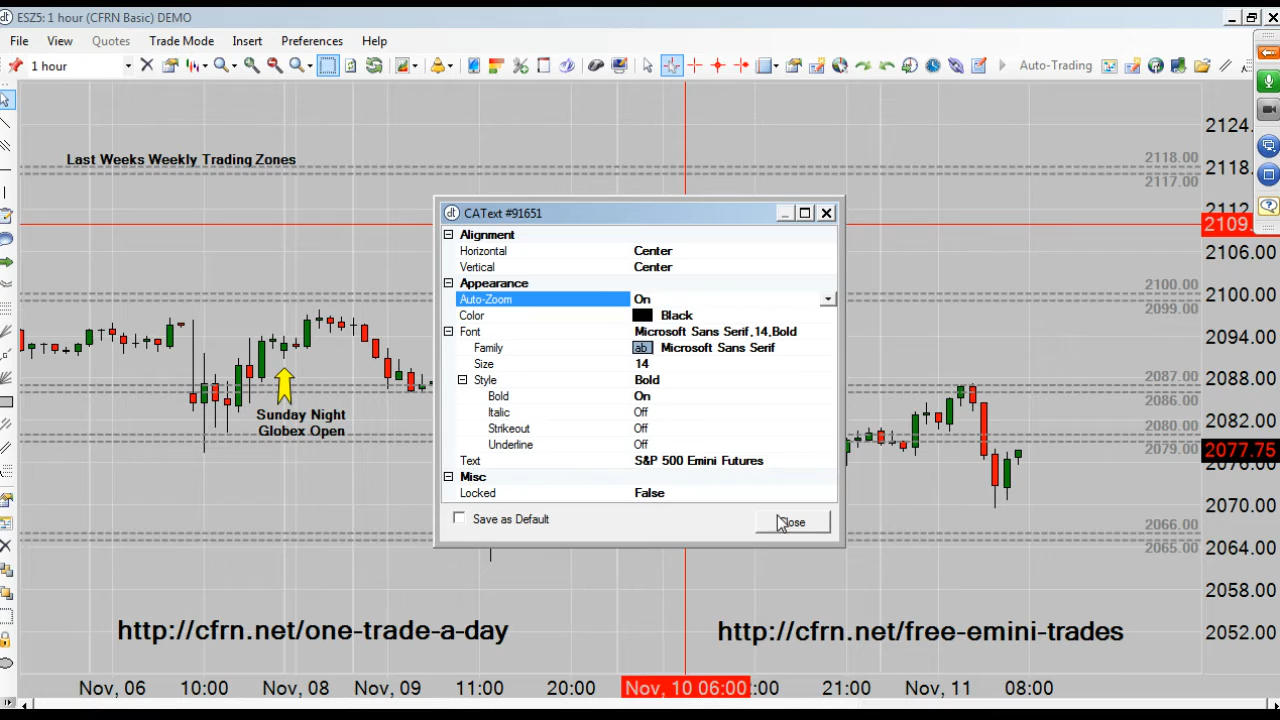 ESZ5: 1 hour (CFRN Basic) DEMO
File View Quotes Trade Mode Insert Preferences Help
1 hour
Auto-Trading
2124.
Last Weeks Weekly Trading Zones
2118.00
2118.
2117.00
2112.
2109.
2106.00
2100.00
2100.00
2099.00
2094.00
2087.00
2088.00
2086.00
2080.00
2082.00
2079.00
2077.75
2076.00
2070.00
2066.00
2065.00
2064.00
2058.00
2052.00
Sunday Night
Globex Open
CAText #91651
Alignment
Horizontal Center
Vertical Center
Appearance
Auto-Zoom On
Color Black
Font Microsoft Sans Serif,14,Bold
Family ab Microsoft Sans Serif
Size 14
Style Bold
Bold On
Italic Off
Strikeout Off
Underline Off
Text S&P 500 Emini Futures
Misc
Locked False
Save as Default
Close
http://cfrn.net/one-trade-a-day
http://cfrn.net/free-emini-trades
Nov, 06 10:00 Nov, 08 Nov, 09 11:00 20:00 Nov, 10 06:00 :00 21:00 Nov, 11 08:00